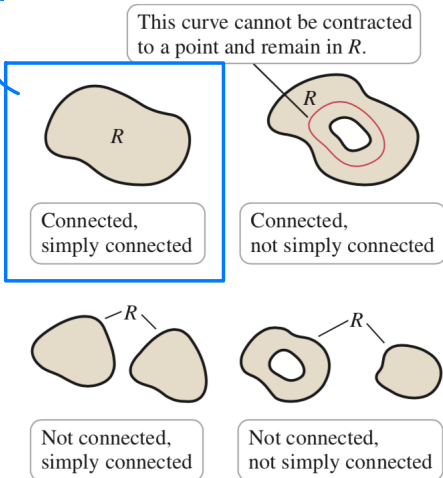 This curve cannot be contracted
to a point and remain in R.
R
R
Connected,
simply connected
Connected,
not simply connected
R
R
Not connected,
simply connected
Not connected,
not simply connected